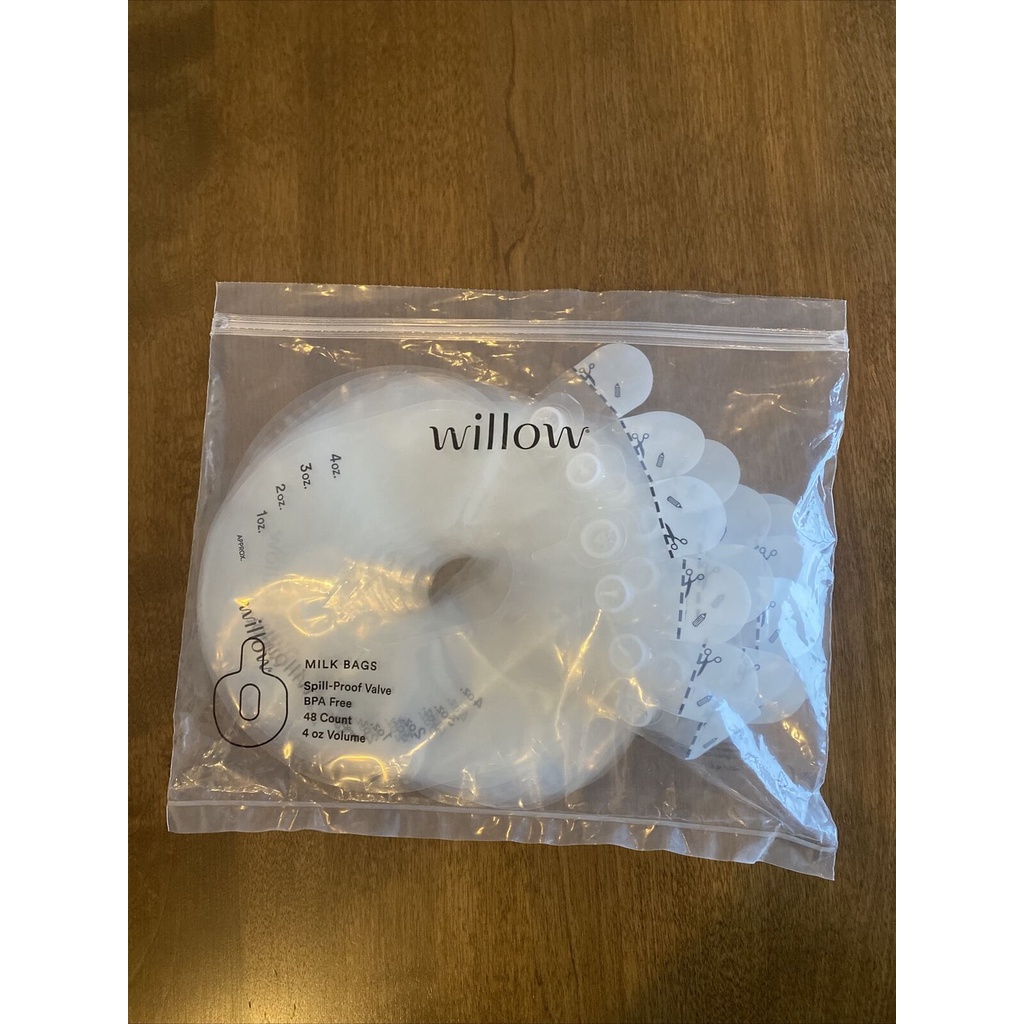 willow
4oz.
3oz.
2oz.
1oz.
APPROX.
willow
MILK BAGS
Spill-Proof Valve
BPA Free
48 Count
4 oz Volume
4oz.